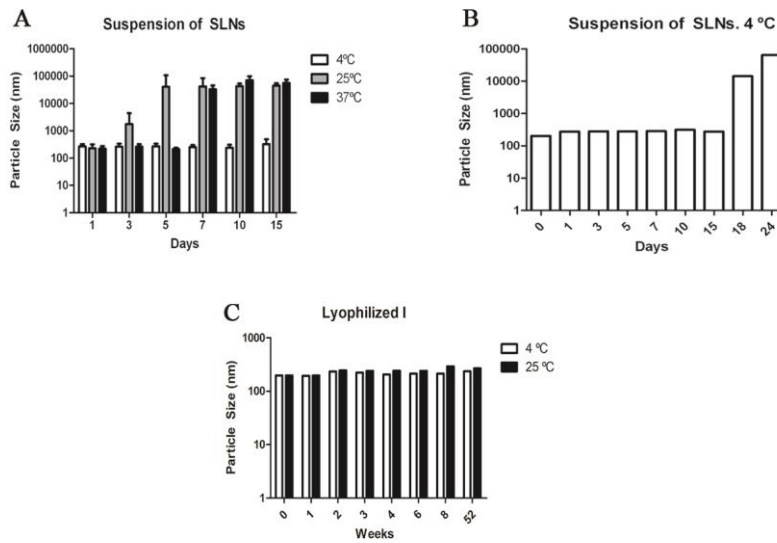 A
Suspension of SLNs
Particle Size (nm)
1000000
100000
10000
1000
100
10
1
1 3 5 7 10 15
Days
4ºC
25ºC
37ºC
B
Suspension of SLNs. 4 ºC
Particle Size (nm)
100000
10000
1000
100
10
1
0 1 3 5 7 10 15 18 24
Days
C
Lyophilized I
Particle Size (nm)
1000
100
10
1
0 1 2 3 4 6 8 52
Weeks
4 ºC
25 ºC